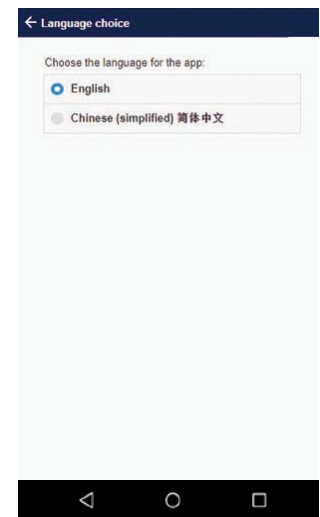 Language choice
Choose the language for the app:
English
Chinese (simplified) 简体中文